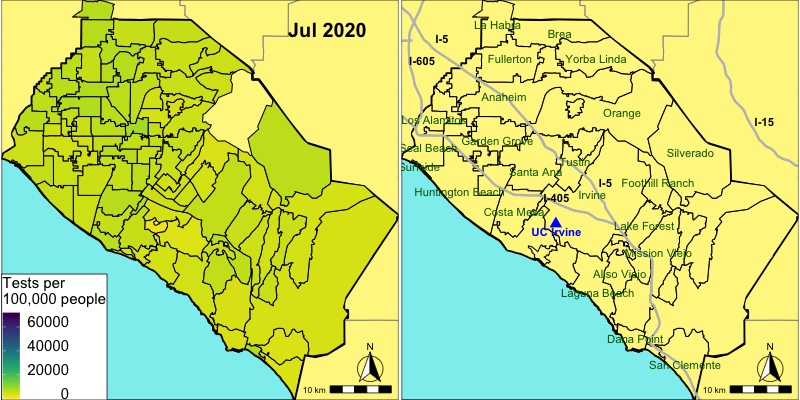 Jul 2020
Tests per
100,000 people
60000
40000
20000
0
N
10 km
La Habra
I-5
Brea
I-605
Fullerton
Yorba Linda
Anaheim
Orange
Los Alamitos
I-15
Garden Grove
Seal Beach
Silverado
Sunside
Tustin
Santa Ana
I-5
Foothill Ranch
Huntington Beach
Irvine
I-405
Costa Mesa
UC Irvine
Lake Forest
Mission Viejo
Aliso Viejo
Laguna Beach
Dana Point
San Clemente
N
10 km